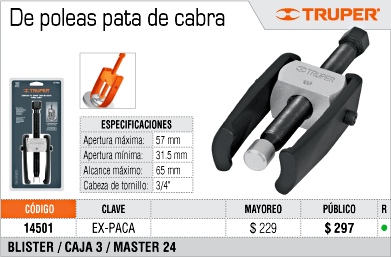 De poleas pata de cabra
TRUPER
ESPECIFICACIONES
Apertura máxima: 57 mm
Apertura mínima: 31.5 mm
Alcance máximo: 65 mm
Cabeza de tornillo: 3/4"
TRUPER
TRUPER
CÓDIGO CLAVE MAYOREO PÚBLICO R
14501 EX-PACA $ 229 $ 297
BLISTER / CAJA 3 / MASTER 24